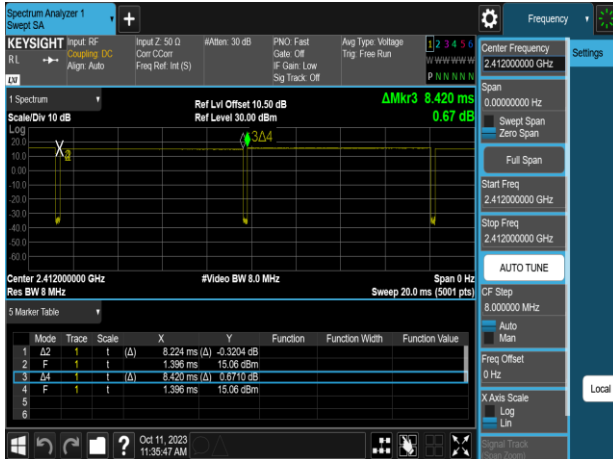 Spectrum Analyzer 1
Swept SA
+
Frequency
KEYSIGHT
RL
LXI
Input: RF
Coupling: DC
Align: Auto
Input Z: 50 Ω
Corr CCorr
Freq Ref: Int (S)
#Atten: 30 dB
PNO: Fast
Gate: Off
IF Gain: Low
Sig Track: Off
Avg Type: Voltage
Trig: Free Run
1 2 3 4 5 6
W W W W W W
P N N N N N
Center Frequency
2.412000000 GHz
Settings
1 Spectrum
Scale/Div 10 dB
Ref Lvl Offset 10.50 dB
Ref Level 30.00 dBm
ΔMkr3 8.420 ms
0.67 dB
Log
20.0
10.0
0.00
-10.0
-20.0
-30.0
-40.0
-50.0
-60.0
3Δ4
Center 2.412000000 GHz
Res BW 8 MHz
#Video BW 8.0 MHz
Span 0 Hz
Sweep 20.0 ms (5001 pts)
Span
0.00000000 Hz
Swept Span
Zero Span
Full Span
Start Freq
2.412000000 GHz
Stop Freq
2.412000000 GHz
AUTO TUNE
CF Step
8.000000 MHz
Auto
Man
Freq Offset
0 Hz
X Axis Scale
Log
Lin
Signal Track
(Span Zoom)
Local
5 Marker Table
Mode Trace Scale X Y Function Function Width Function Value
1 Δ2 1 t (Δ) 8.224 ms (Δ) -0.3204 dB
2 F 1 t 1.396 ms 15.06 dBm
3 Δ4 1 t (Δ) 8.420 ms (Δ) 0.6710 dB
4 F 1 t 1.396 ms 15.06 dBm
5
6
?
Oct 11, 2023
11:35:47 AM